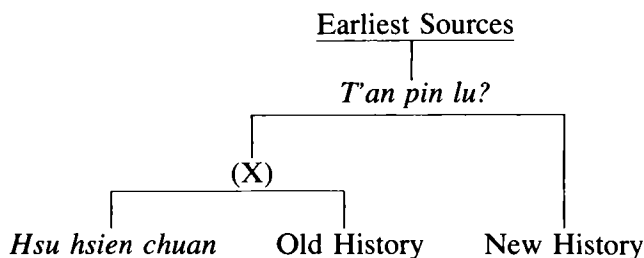 Earliest Sources
T'an pin lu?
(X)
Hsu hsien chuan Old History New History